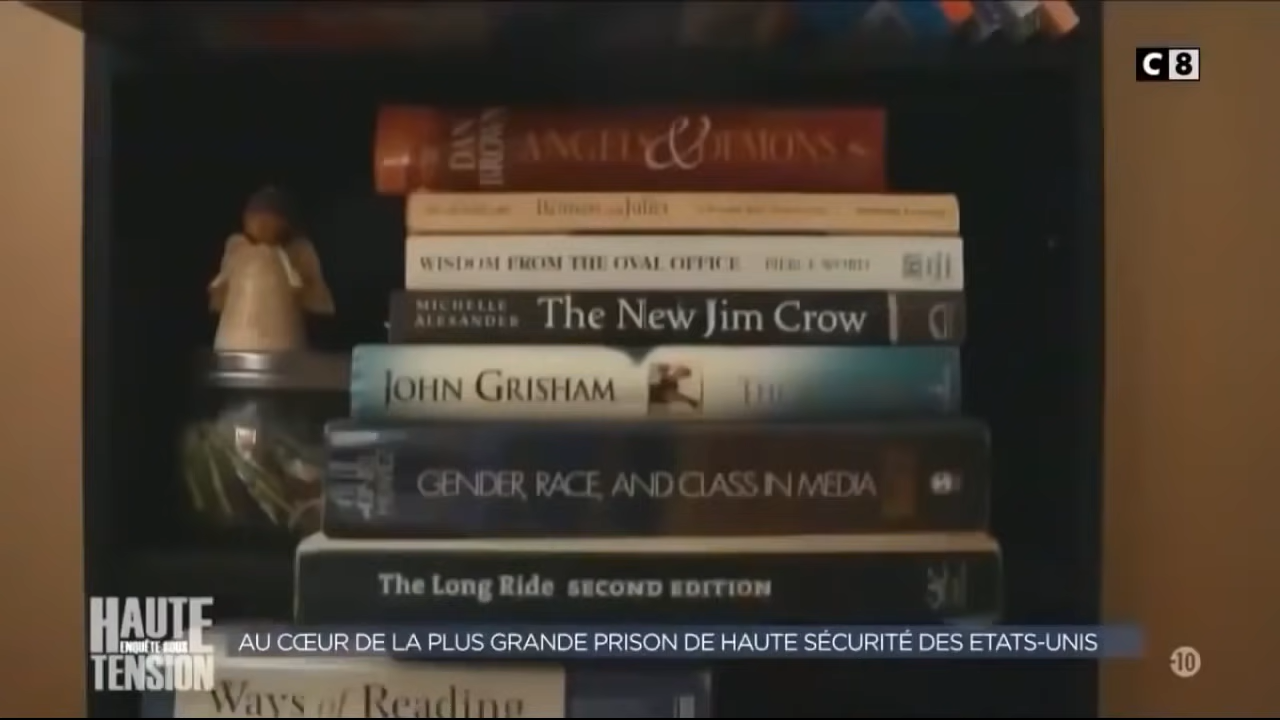 C8
DAN
BROWN
ANGELS & DEMONS
Romeo and Juliet
WISDOM FROM THE OVAL OFFICE
MICHELLE
ALEXANDER
The New Jim Crow
JOHN GRISHAM THE
GENDER, RACE, AND CLASS IN MEDIA
The Long Ride SECOND EDITION
HAUTE
ENQUÊTE SOUS
TENSION
AU CŒUR DE LA PLUS GRANDE PRISON DE HAUTE SÉCURITÉ DES ETATS-UNIS
-10
Ways of Reading